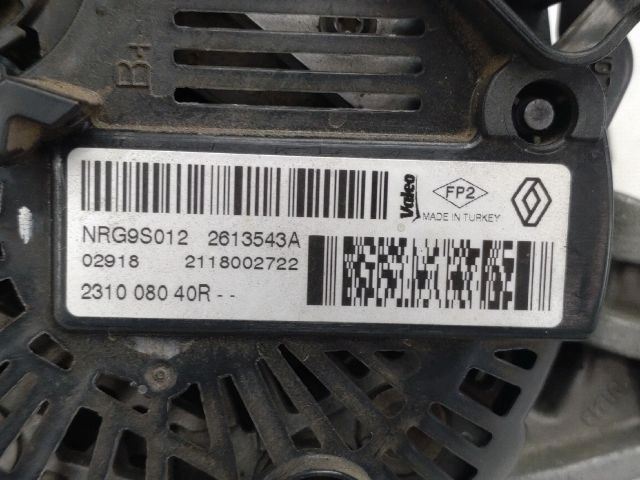 B+
Valeo
FP2
MADE IN TURKEY
NRG9S012 2613543A
02918 2118002722
2310 080 40R - -